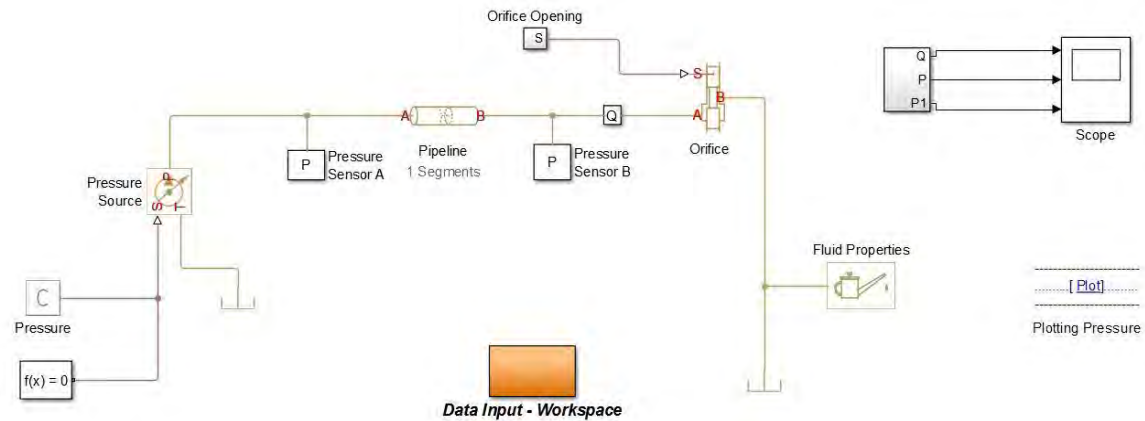 Orifice Opening
S
S
B
A
Q
P
P1
Scope
A
B
Q
Orifice
P
Pressure
Sensor A
Pipeline
1 Segments
P
Pressure
Sensor B
Pressure
Source
P
S
T
Fluid Properties
C
Pressure
[ Plot]
Plotting Pressure
f(x) = 0
Data Input - Workspace